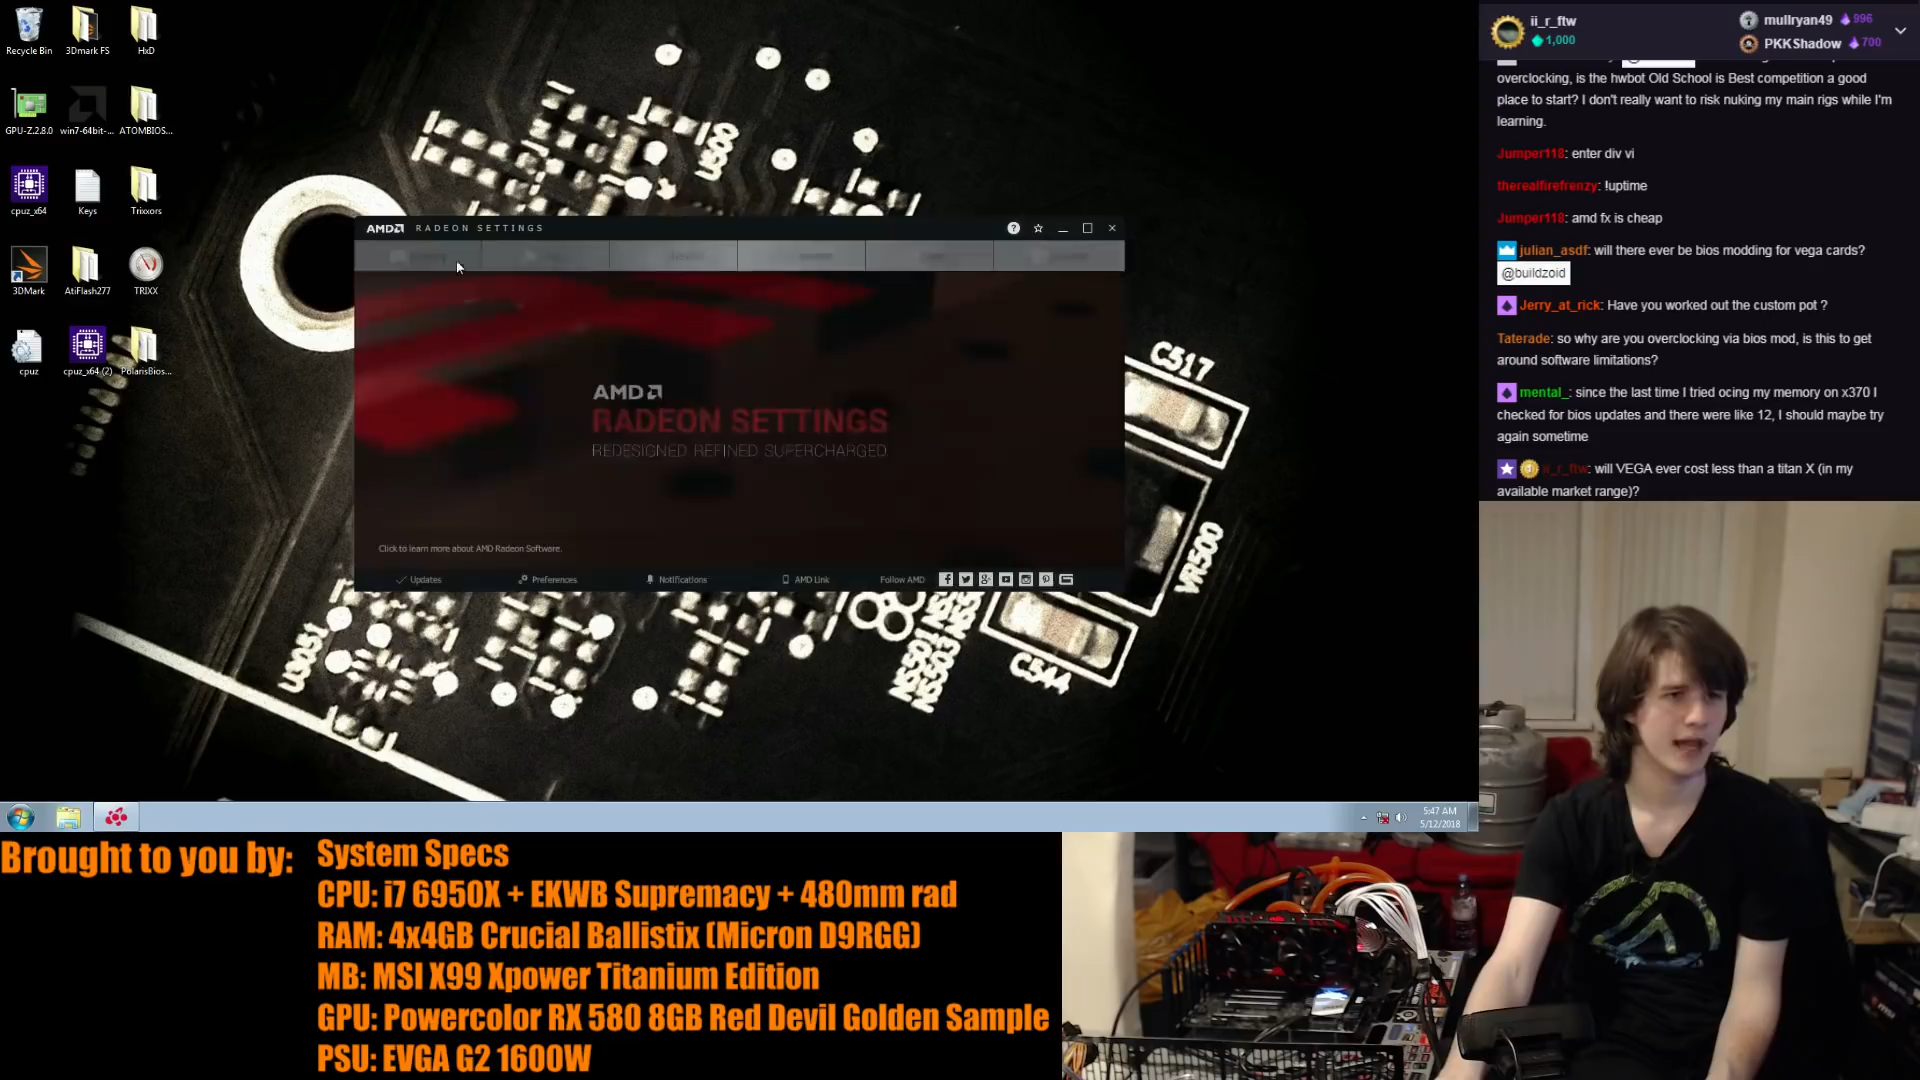 Recycle Bin
3Dmark FS
HxD
GPU-Z.2.8.0
win7-64bit-...
ATOMBIOS...
cpuz_x64
Keys
Trixxors
3DMark
AtiFlash277
TRIXX
cpuz
cpuz_x64 (2)
PolarisBios...
C517
VR500
C544
U3051
AMD RADEON SETTINGS
AMD
RADEON SETTINGS
REDESIGNED. REFINED. SUPERCHARGED.
Click to learn more about AMD Radeon Software.
Updates
Preferences
Notifications
AMD Link
Follow AMD
5:47 AM
5/12/2018
ii_r_ftw
1,000
mullryan49 996
PKKShadow 700
overclocking, is the hwbot Old School is Best competition a good
place to start? I don't really want to risk nuking my main rigs while I'm
learning.
Jumper118: enter div vi
therealfirefrenzy: !uptime
Jumper118: amd fx is cheap
julian_asdf: will there ever be bios modding for vega cards?
@buildzoid
Jerry_at_rick: Have you worked out the custom pot ?
Taterade: so why are you overclocking via bios mod, is this to get
around software limitations?
mental_: since the last time I tried ocing my memory on x370 I
checked for bios updates and there were like 12, I should maybe try
again sometime
ii_r_ftw: will VEGA ever cost less than a titan X (in my
available market range)?
Brought to you by:
System Specs
CPU: i7 6950X + EKWB Supremacy + 480mm rad
RAM: 4x4GB Crucial Ballistix (Micron D9RGG)
MB: MSI X99 Xpower Titanium Edition
GPU: Powercolor RX 580 8GB Red Devil Golden Sample
PSU: EVGA G2 1600W